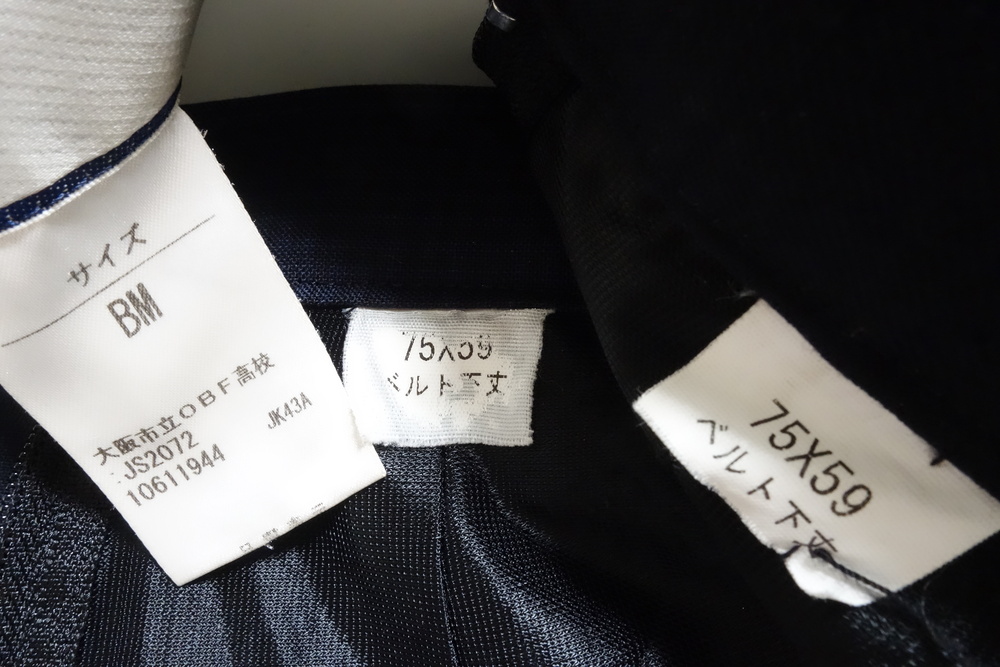 サイズ
BM
大阪市立OBF高校
:JS2072 JK43A
10611944
75X59
ベルト下丈
75X59
ベルト下丈